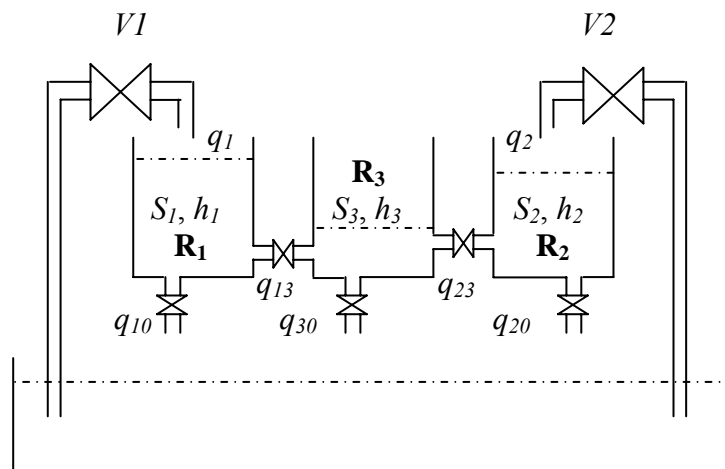 V1 V2
q1 q2
R3
S1, h1 S3, h3 S2, h2
R1 R2
q13 q23
q10 q30 q20